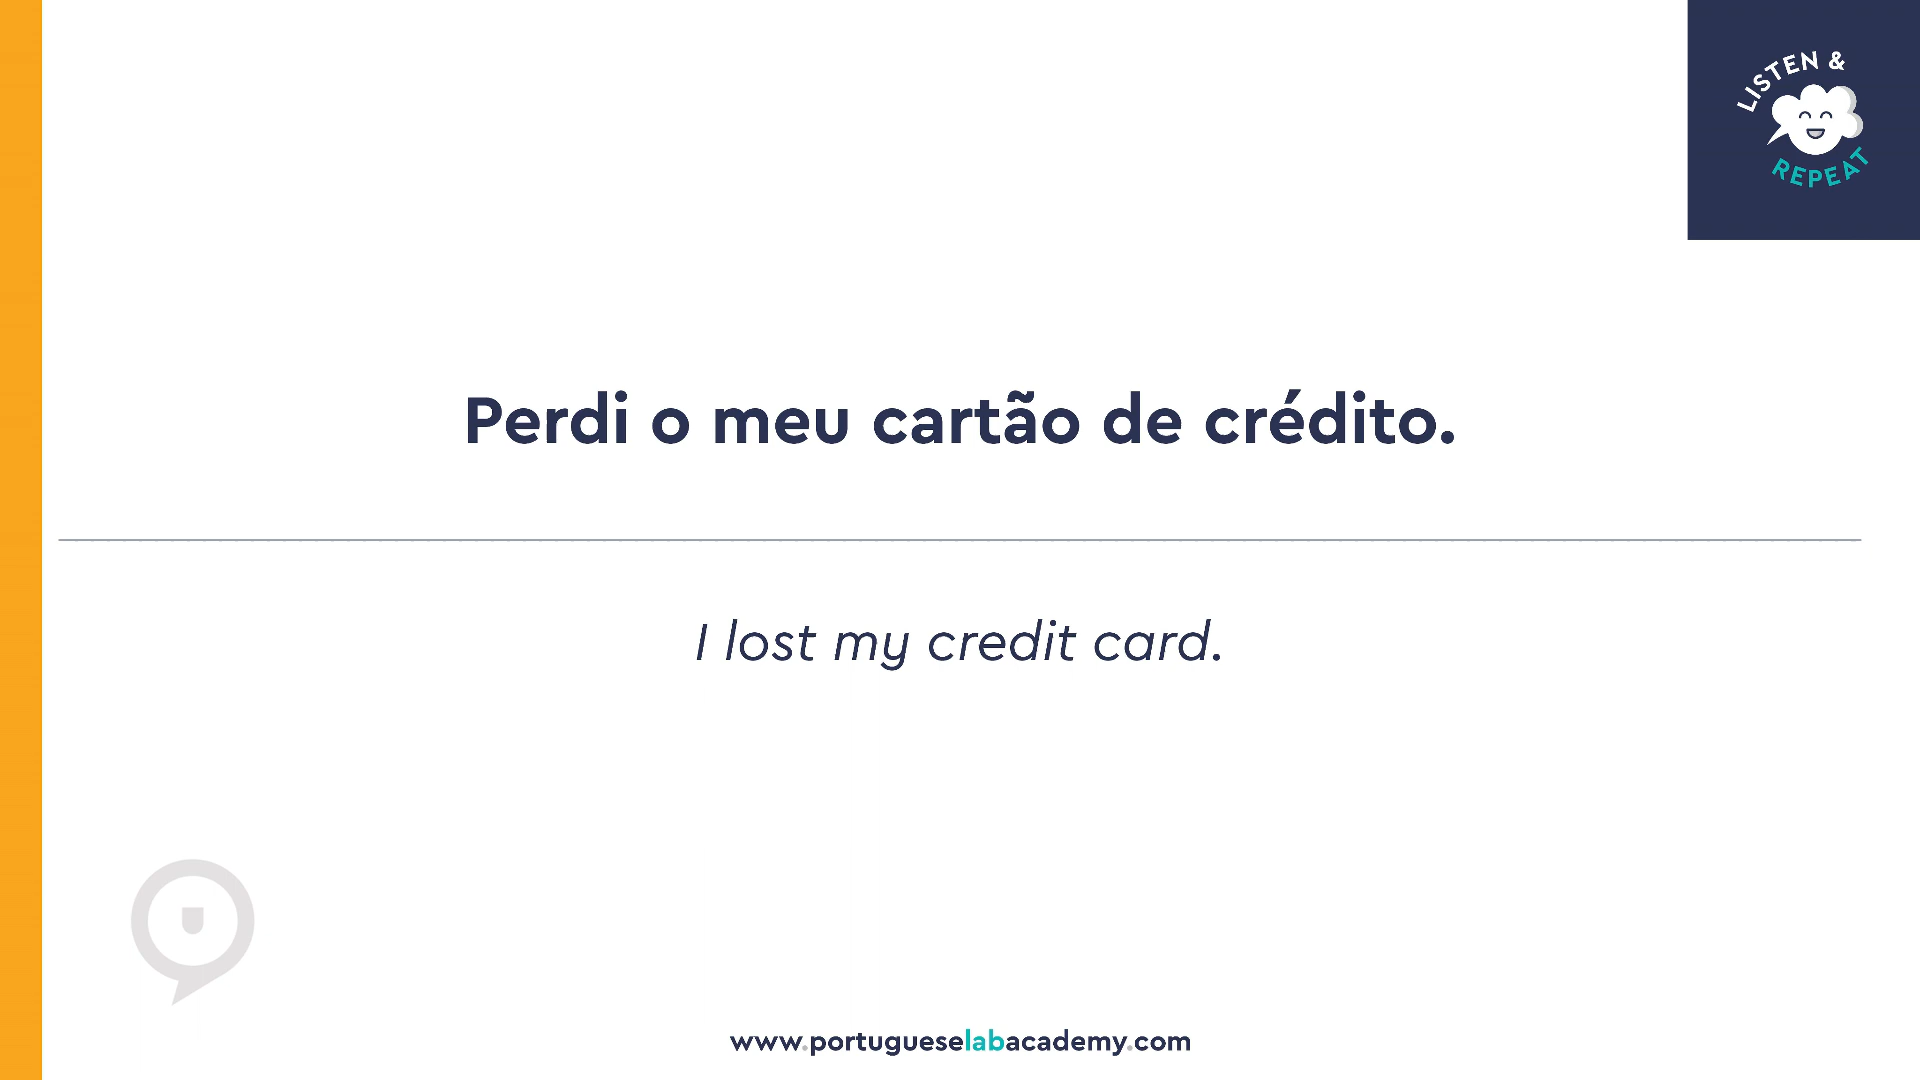 LISTEN &
REPEAT
Perdi o meu cartão de crédito.
I lost my credit card.
www.portugueselabacademy.com